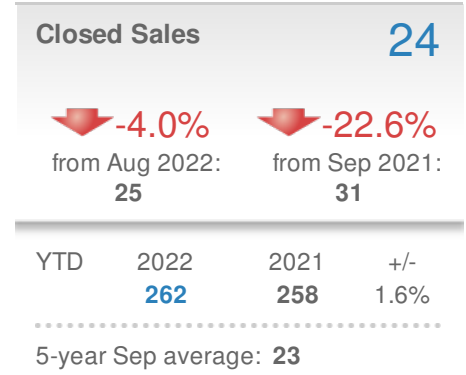 Closed Sales 24
-4.0% -22.6%
from Aug 2022: from Sep 2021:
25 31
YTD 2022 2021 +/-
262 258 1.6%
5-year Sep average: 23